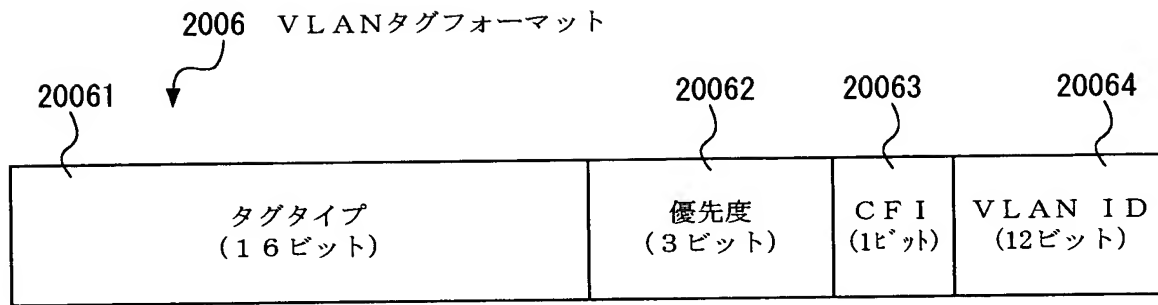 2006 VLANタグフォーマット
20061 20062 20063 20064
タグタイプ 優先度 CFI VLAN ID
(16ビット) (3ビット) (1ビット) (12ビット)